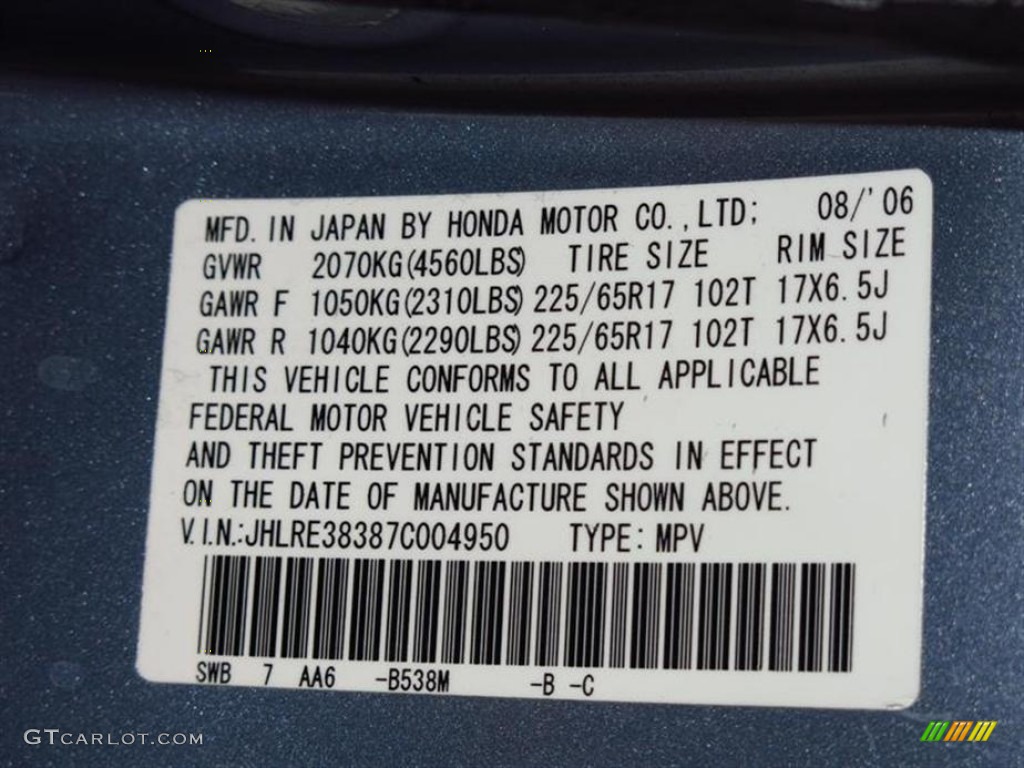 MFD. IN JAPAN BY HONDA MOTOR CO., LTD; 08/'06
GVWR 2070KG(4560LBS) TIRE SIZE RIM SIZE
GAWR F 1050KG(2310LBS) 225/65R17 102T 17X6.5J
GAWR R 1040KG(2290LBS) 225/65R17 102T 17X6.5J
THIS VEHICLE CONFORMS TO ALL APPLICABLE
FEDERAL MOTOR VEHICLE SAFETY
AND THEFT PREVENTION STANDARDS IN EFFECT
ON THE DATE OF MANUFACTURE SHOWN ABOVE.
V.I.N.:JHLRE38387C004950 TYPE: MPV
SWB 7 AA6 -B538M -B -C
GTCARLOT.COM